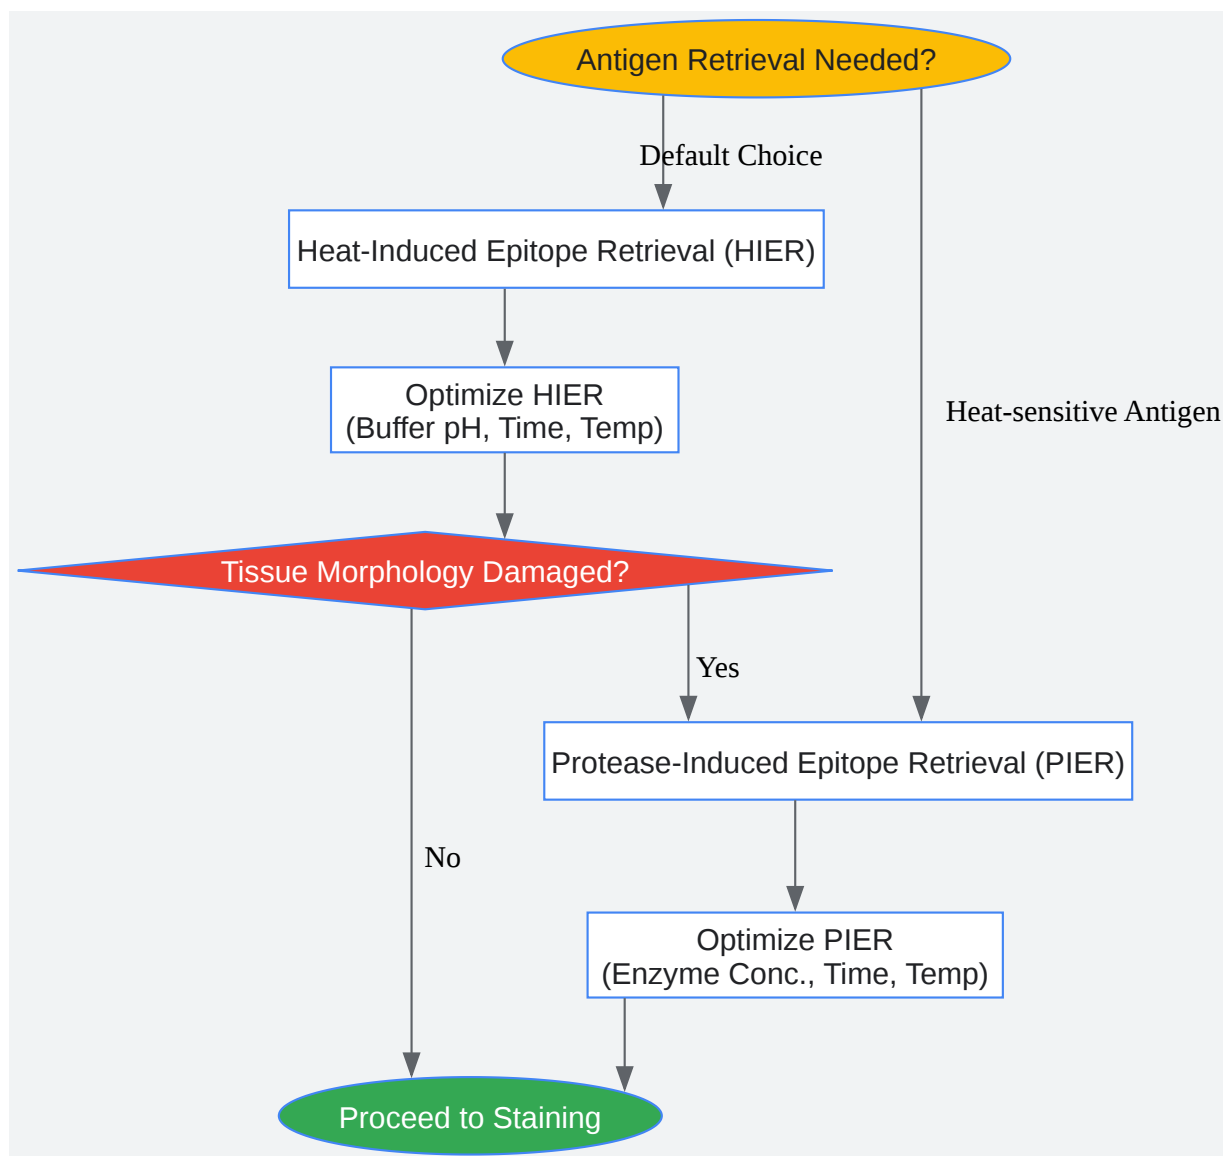 Antigen Retrieval Needed?
Default Choice
Heat-Induced Epitope Retrieval (HIER)
Optimize HIER
(Buffer pH, Time, Temp)
Heat-sensitive Antigen
Tissue Morphology Damaged?
Yes
Protease-Induced Epitope Retrieval (PIER)
No
Optimize PIER
(Enzyme Conc., Time, Temp)
Proceed to Staining